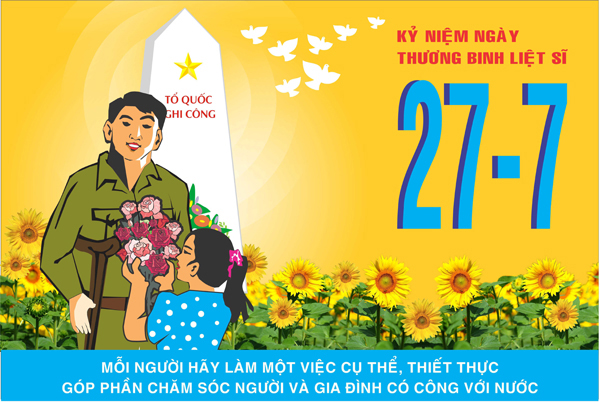 KỶ NIỆM NGÀY
THƯƠNG BINH LIỆT SĨ
27-7
TỔ QUỐC
GHI CÔNG
MỖI NGƯỜI HÃY LÀM MỘT VIỆC CỤ THỂ, THIẾT THỰC
GÓP PHẦN CHĂM SÓC NGƯỜI VÀ GIA ĐÌNH CÓ CÔNG VỚI NƯỚC